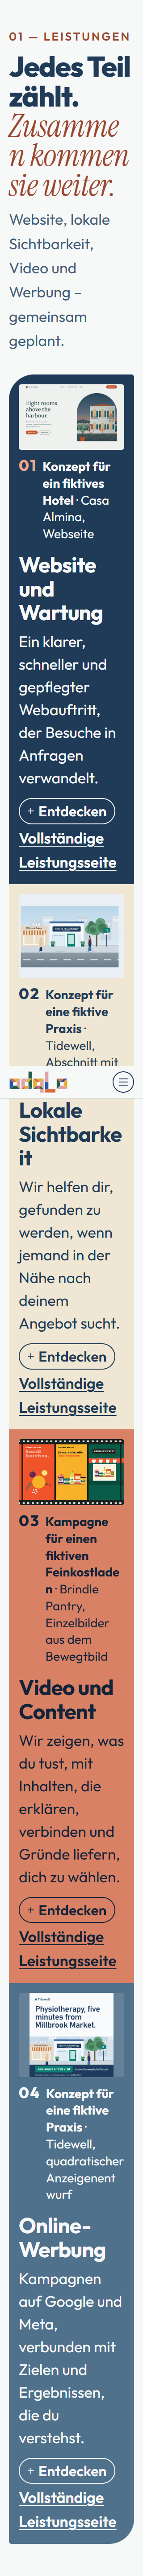 01 — LEISTUNGEN
Jedes Teil
zählt.
Zusamme
n kommen
sie weiter.
Website, lokale
Sichtbarkeit,
Video und
Werbung –
gemeinsam
geplant.
Eight rooms
above the
harbour.
01 Konzept für
ein fiktives
Hotel · Casa
Almina,
Webseite
Website
und
Wartung
Ein klarer,
schneller und
gepflegter
Webauftritt,
der Besuche in
Anfragen
verwandelt.
+ Entdecken
Vollständige
Leistungsseite
02 Konzept für
eine fiktive
Praxis ·
Tidewell,
Abschnitt mit
adala
Lokale
Sichtbarke
it
Wir helfen dir,
gefunden zu
werden, wenn
jemand in der
Nähe nach
deinem
Angebot sucht.
+ Entdecken
Vollständige
Leistungsseite
03 Kampagne
für einen
fiktiven
Feinkostlade
n · Brindle
Pantry,
Einzelbilder
aus dem
Bewegtbild
Video und
Content
Wir zeigen, was
du tust, mit
Inhalten, die
erklären,
verbinden und
Gründe liefern,
dich zu wählen.
+ Entdecken
Vollständige
Leistungsseite
Physiotherapy, five
minutes from
Millbrook Market.
04 Konzept für
eine fiktive
Praxis ·
Tidewell,
quadratischer
Anzeigenent
wurf
Online-
Werbung
Kampagnen
auf Google und
Meta,
verbunden mit
Zielen und
Ergebnissen,
die du
verstehst.
+ Entdecken
Vollständige
Leistungsseite